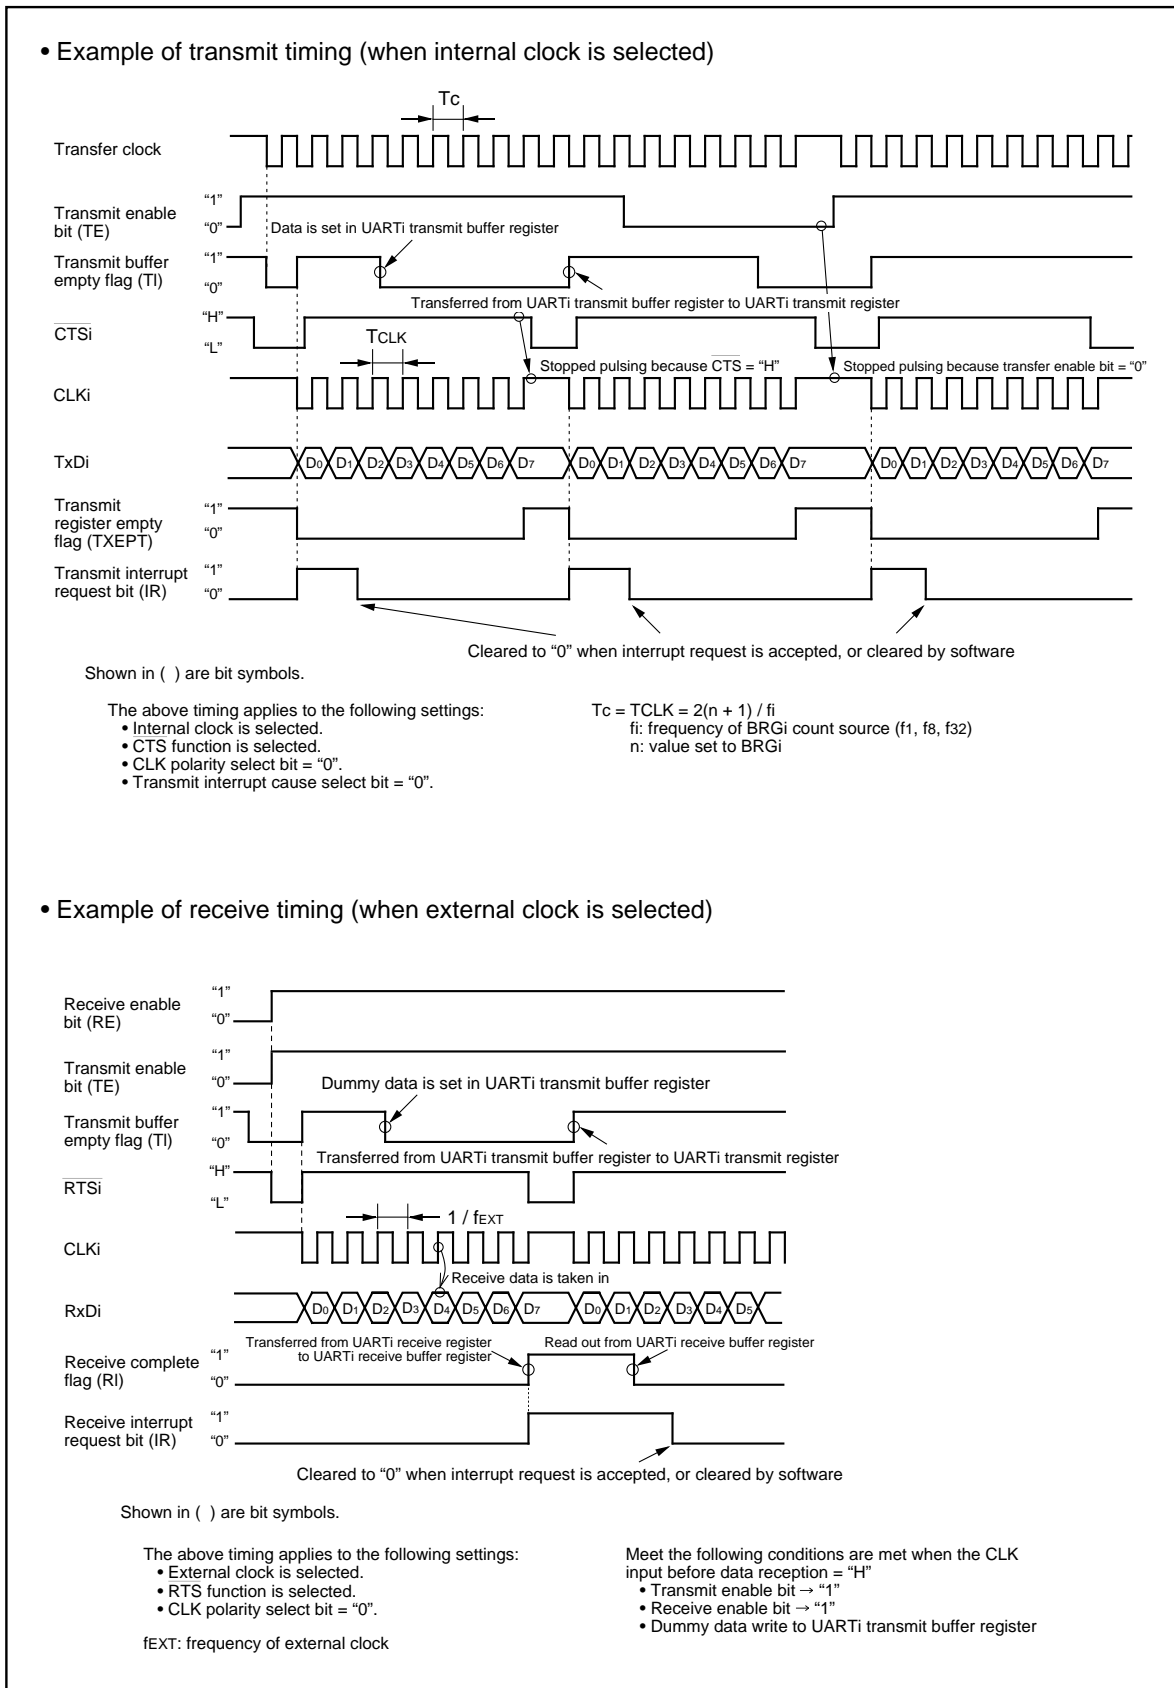 • Example of transmit timing (when internal clock is selected)
Tc
Transfer clock
Transmit enable
bit (TE)
“1”
“0”
Data is set in UARTi transmit buffer register
Transmit buffer
empty flag (Tl)
“1”
“0”
Transferred from UARTi transmit buffer register to UARTi transmit register
CTSi
“H”
“L”
TCLK
Stopped pulsing because CTS = “H”
Stopped pulsing because transfer enable bit = “0”
CLKi
TxDi
D0 D1 D2 D3 D4 D5 D6 D7 D0 D1 D2 D3 D4 D5 D6 D7 D0 D1 D2 D3 D4 D5 D6 D7
Transmit
register empty
flag (TXEPT)
“1”
“0”
Transmit interrupt
request bit (IR)
“1”
“0”
Cleared to “0” when interrupt request is accepted, or cleared by software
Shown in ( ) are bit symbols.
The above timing applies to the following settings:
• Internal clock is selected.
• CTS function is selected.
• CLK polarity select bit = “0”.
• Transmit interrupt cause select bit = “0”.
Tc = TCLK = 2(n + 1) / fi
fi: frequency of BRGi count source (f1, f8, f32)
n: value set to BRGi
• Example of receive timing (when external clock is selected)
Receive enable
bit (RE)
“1”
“0”
Transmit enable
bit (TE)
“1”
“0”
Dummy data is set in UARTi transmit buffer register
Transmit buffer
empty flag (Tl)
“1”
“0”
Transferred from UARTi transmit buffer register to UARTi transmit register
RTSi
“H”
“L”
1 / fEXT
CLKi
Receive data is taken in
RxDi
D0 D1 D2 D3 D4 D5 D6 D7 D0 D1 D2 D3 D4 D5
Transferred from UARTi receive register
to UARTi receive buffer register
Read out from UARTi receive buffer register
Receive complete
flag (Rl)
“1”
“0”
Receive interrupt
request bit (IR)
“1”
“0”
Cleared to “0” when interrupt request is accepted, or cleared by software
Shown in ( ) are bit symbols.
The above timing applies to the following settings:
• External clock is selected.
• RTS function is selected.
• CLK polarity select bit = “0”.
fEXT: frequency of external clock
Meet the following conditions are met when the CLK
input before data reception = “H”
• Transmit enable bit → “1”
• Receive enable bit → “1”
• Dummy data write to UARTi transmit buffer register